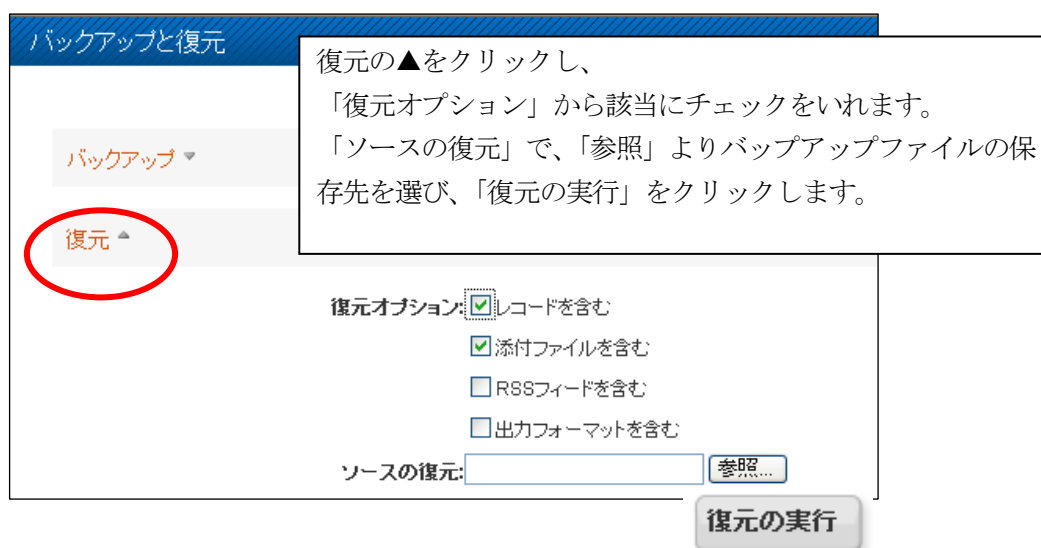 バックアップと復元
復元の▲をクリックし、
「復元オプション」から該当にチェックをいれます。
「ソースの復元」で、「参照」よりバップアップファイルの保
存先を選び、「復元の実行」をクリックします。
バックアップ ▼
復元 ▲
復元オプション: レコードを含む
添付ファイルを含む
RSSフィードを含む
出力フォーマットを含む
ソースの復元: 参照...
復元の実行